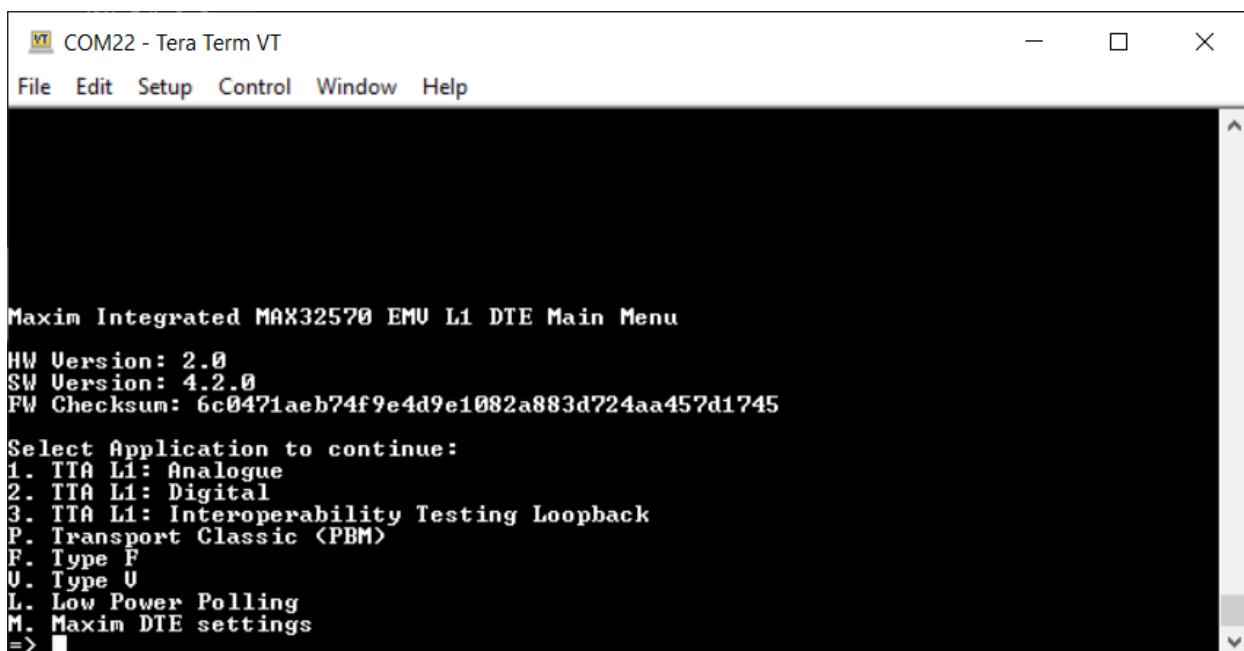 COM22 - Tera Term VT
File Edit Setup Control Window Help
Maxim Integrated MAX32570 EMV L1 DTE Main Menu
HW Version: 2.0
SW Version: 4.2.0
FW Checksum: 6c0471aeb74f9e4d9e1082a883d724aa457d1745
Select Application to continue:
1. TTA L1: Analogue
2. TTA L1: Digital
3. TTA L1: Interoperability Testing Loopback
P. Transport Classic (PBM)
F. Type F
V. Type V
L. Low Power Polling
M. Maxim DTE settings
=>